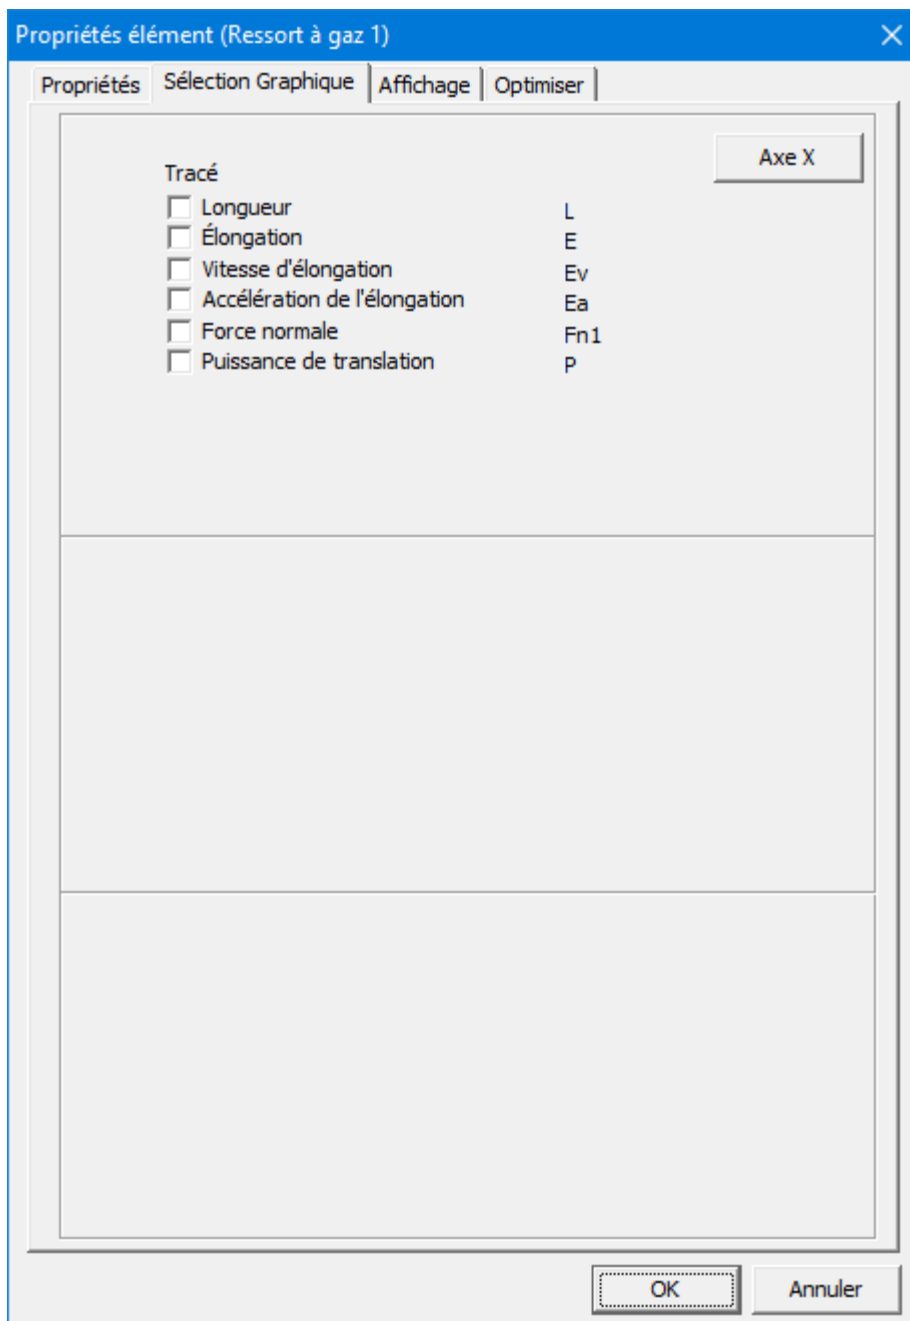 Propriétés élément (Ressort à gaz 1)
Propriétés Sélection Graphique Affichage Optimiser
Axe X
Tracé
Longueur L
Élongation E
Vitesse d'élongation Ev
Accélération de l'élongation Ea
Force normale Fn1
Puissance de translation P
OK Annuler